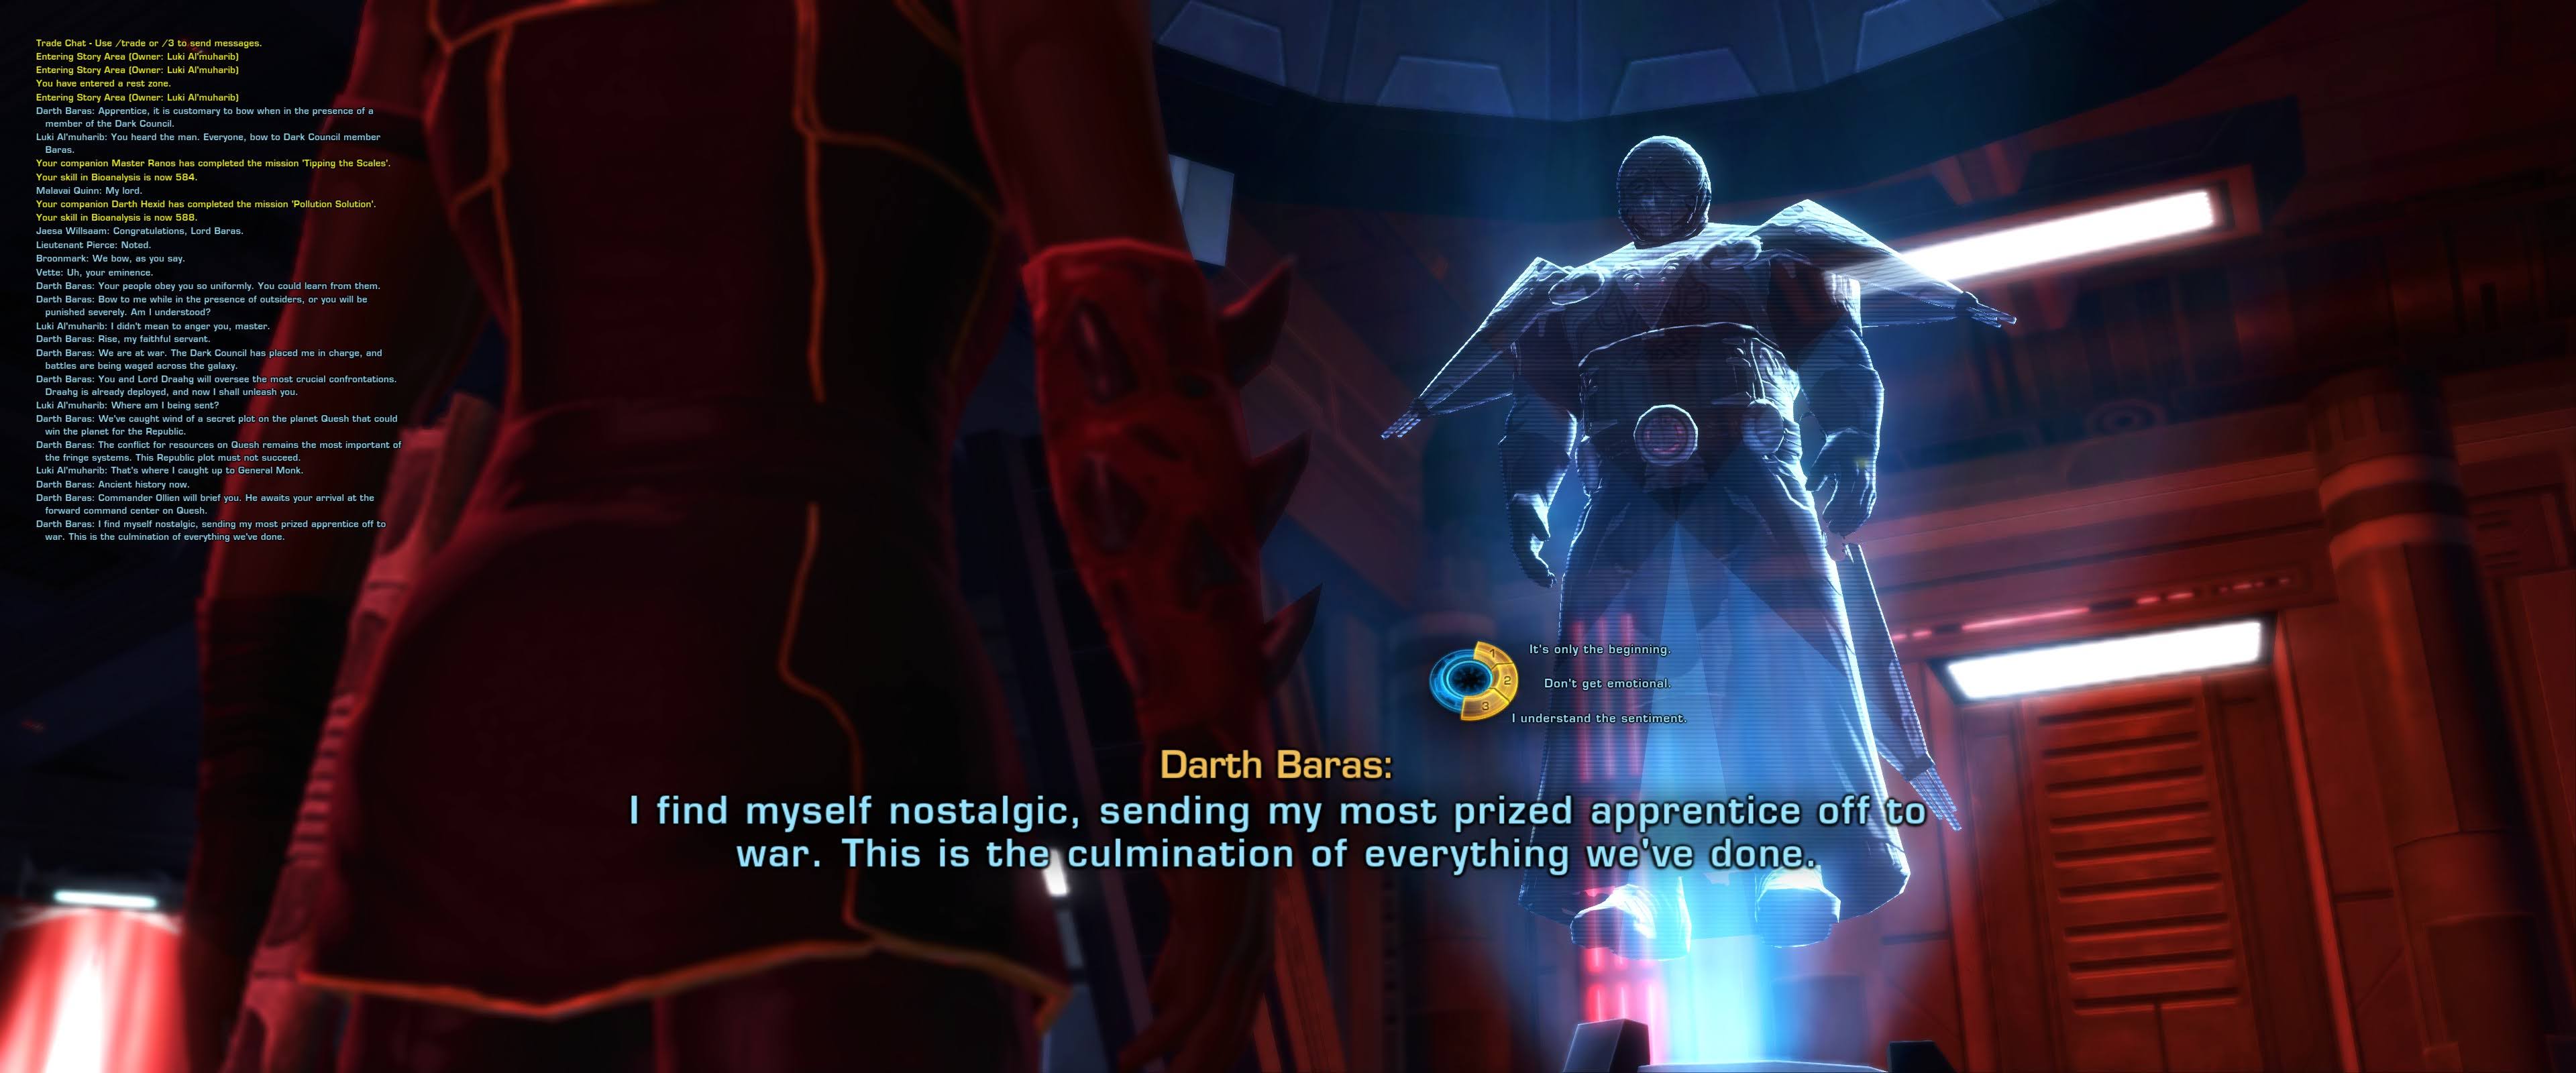 Trade Chat - Use /trade or /3 to send messages.
Entering Story Area (Owner: Luki Al'muharib)
Entering Story Area (Owner: Luki Al'muharib)
You have entered a rest zone.
Entering Story Area (Owner: Luki Al'muharib)
Darth Baras: Apprentice, it is customary to bow when in the presence of a
member of the Dark Council.
Luki Al'muharib: You heard the man. Everyone, bow to Dark Council member
Baras.
Your companion Master Ranos has completed the mission 'Tipping the Scales'.
Your skill in Bioanalysis is now 584.
Malavai Quinn: My lord.
Your companion Darth Hexid has completed the mission 'Pollution Solution'.
Your skill in Bioanalysis is now 588.
Jaesa Willsaam: Congratulations, Lord Baras.
Lieutenant Pierce: Noted.
Broonmark: We bow, as you say.
Vette: Uh, your eminence.
Darth Baras: Your people obey you so uniformly. You could learn from them.
Darth Baras: Bow to me while in the presence of outsiders, or you will be
punished severely. Am I understood?
Luki Al'muharib: I didn't mean to anger you, master.
Darth Baras: Rise, my faithful servant.
Darth Baras: We are at war. The Dark Council has placed me in charge, and
battles are being waged across the galaxy.
Darth Baras: You and Lord Draahg will oversee the most crucial confrontations.
Draahg is already deployed, and now I shall unleash you.
Luki Al'muharib: Where am I being sent?
Darth Baras: We've caught wind of a secret plot on the planet Quesh that could
win the planet for the Republic.
Darth Baras: The conflict for resources on Quesh remains the most important of
the fringe systems. This Republic plot must not succeed.
Luki Al'muharib: That's where I caught up to General Monk.
Darth Baras: Ancient history now.
Darth Baras: Commander Ollien will brief you. He awaits your arrival at the
forward command center on Quesh.
Darth Baras: I find myself nostalgic, sending my most prized apprentice off to
war. This is the culmination of everything we've done.
1 It's only the beginning.
2 Don't get emotional.
3 I understand the sentiment.
Darth Baras:
I find myself nostalgic, sending my most prized apprentice off to
war. This is the culmination of everything we've done.